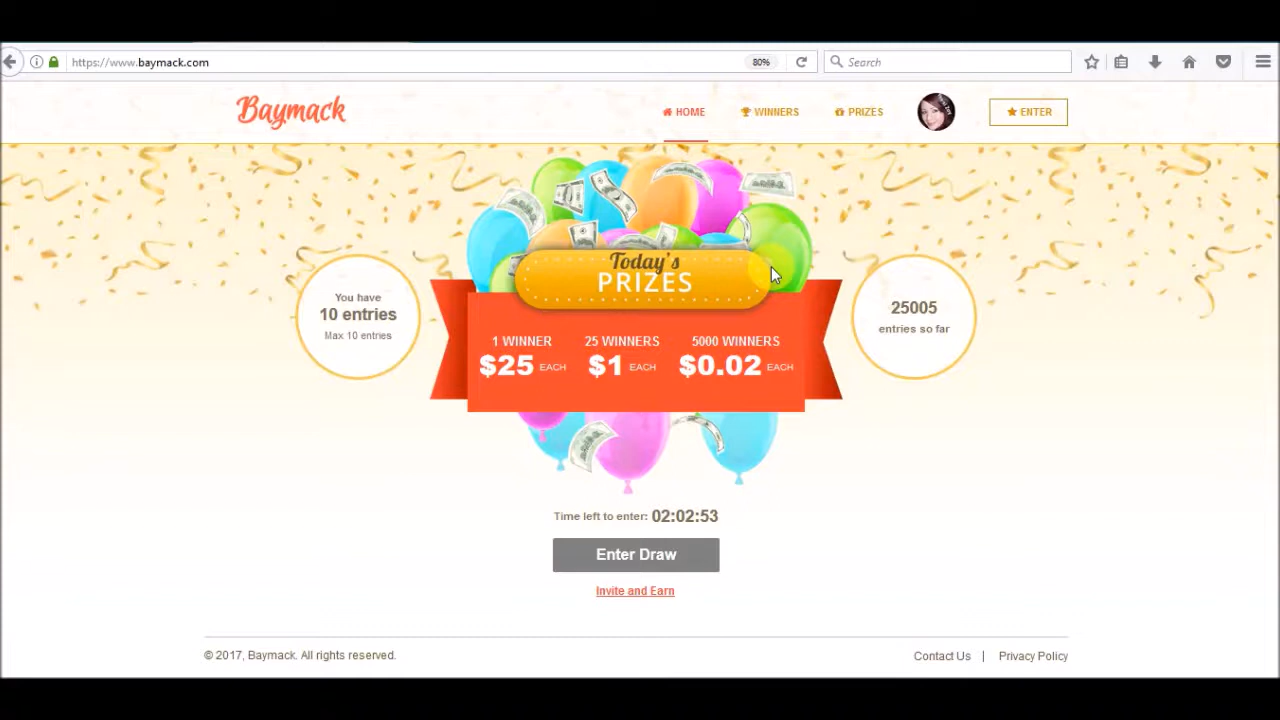 https://www.baymack.com
80%
Search
Baymack
HOME
WINNERS
PRIZES
ENTER
Today's
PRIZES
You have
10 entries
Max 10 entries
1 WINNER
$25 EACH
25 WINNERS
$1 EACH
5000 WINNERS
$0.02 EACH
25005
entries so far
Time left to enter: 02:02:53
Enter Draw
Invite and Earn
© 2017, Baymack. All rights reserved.
Contact Us | Privacy Policy